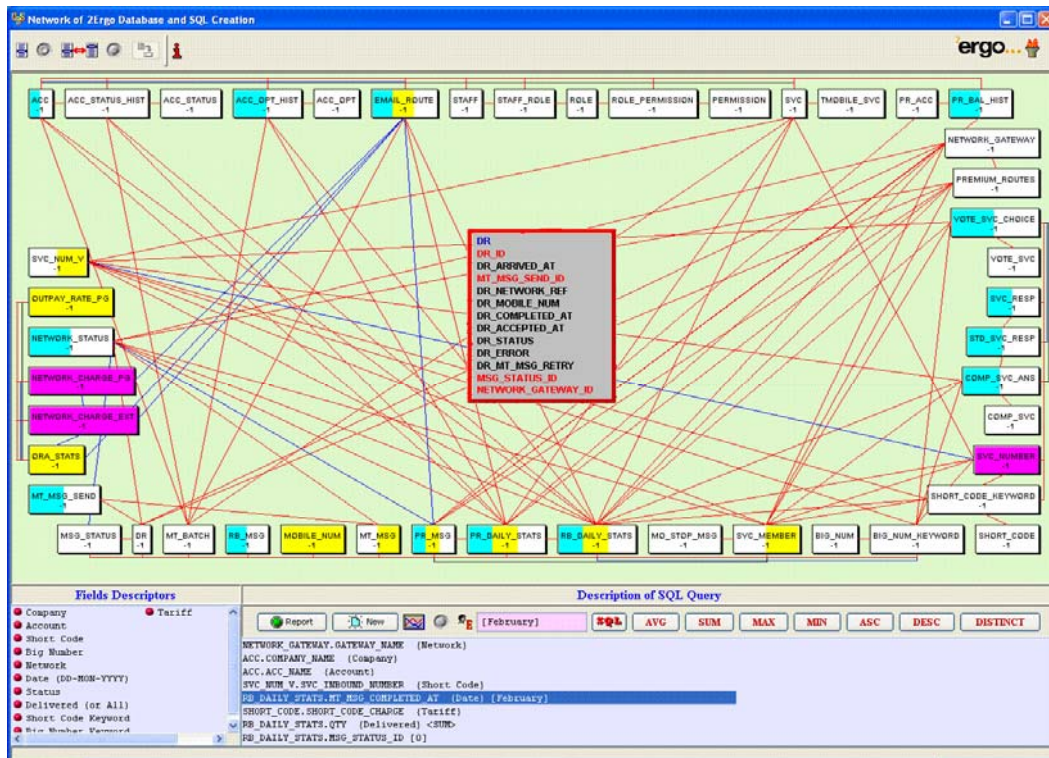 Network of 2Ergo Database and SQL Creation
2ergo...
ACC
-1
ACC_STATUS_HIST
-1
ACC_STATUS
-1
ACC_OPT_HIST
-1
ACC_OPT
-1
EMAIL_ROUTE
-1
STAFF
-1
STAFF_ROLE
-1
ROLE
-1
ROLE_PERMISSION
-1
PERMISSION
-1
SVC
-1
TMOBILE_SVC
-1
PR_ACC
-1
PR_BAL_HIST
-1
NETWORK_GATEWAY
-1
PREMIUM_ROUTES
-1
VOTE_SVC_CHOICE
-1
VOTE_SVC
-1
SVC_RESP
-1
STD_SVC_RESP
-1
COMP_SVC_ANS
-1
COMP_SVC
-1
SVC_NUMBER
-1
SHORT_CODE_KEYWORD
-1
SVC_NUM_V
-1
OUTPAY_RATE_PG
-1
NETWORK_STATUS
-1
NETWORK_CHARGE_PG
-1
NETWORK_CHARGE_EXT
-1
ORA_STATS
-1
MT_MSG_SEND
-1
DR
DR_ID
DR_ARRIVED_AT
MT_MSG_SEND_ID
DR_NETWORK_REF
DR_MOBILE_NUM
DR_COMPLETED_AT
DR_ACCEPTED_AT
DR_STATUS
DR_ERROR
DR_MT_MSG_RETRY
MSG_STATUS_ID
NETWORK_GATEWAY_ID
MSG_STATUS
-1
DR
-1
MT_BATCH
-1
RB_MSG
-1
MOBILE_NUM
-1
MT_MSG
-1
PR_MSG
-1
PR_DAILY_STATS
-1
RB_DAILY_STATS
-1
MO_STOP_MSG
-1
SVC_MEMBER
-1
BIG_NUM
-1
BIG_NUM_KEYWORD
-1
SHORT_CODE
-1
Fields Descriptors
Company
Tariff
Account
Short Code
Big Number
Network
Date (DD-MON-YYYY)
Status
Delivered (or All)
Short Code Keyword
Big Number Keyword
Description of SQL Query
Report
New
E
[February]
SQL
AVG
SUM
MAX
MIN
ASC
DESC
DISTINCT
NETWORK_GATEWAY.GATEWAY_NAME (Network)
ACC.COMPANY_NAME (Company)
ACC.ACC_NAME (Account)
SVC_NUM_V.SVC_INBOUND_NUMBER (Short Code)
RB_DAILY_STATS.MT_MSG_COMPLETED_AT (Date) [February]
SHORT_CODE.SHORT_CODE_CHARGE (Tariff)
RB_DAILY_STATS.QTY (Delivered) <SUM>
RB_DAILY_STATS.MSG_STATUS_ID [0]